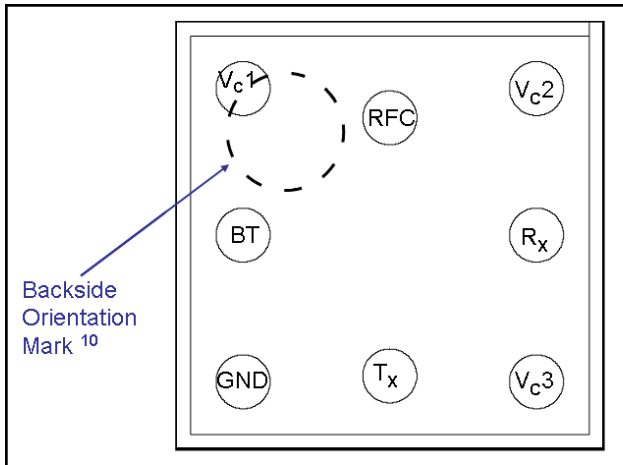 Vc1
RFC
Vc2
BT
Rx
Backside
Orientation
Mark 10
GND
Tx
Vc3